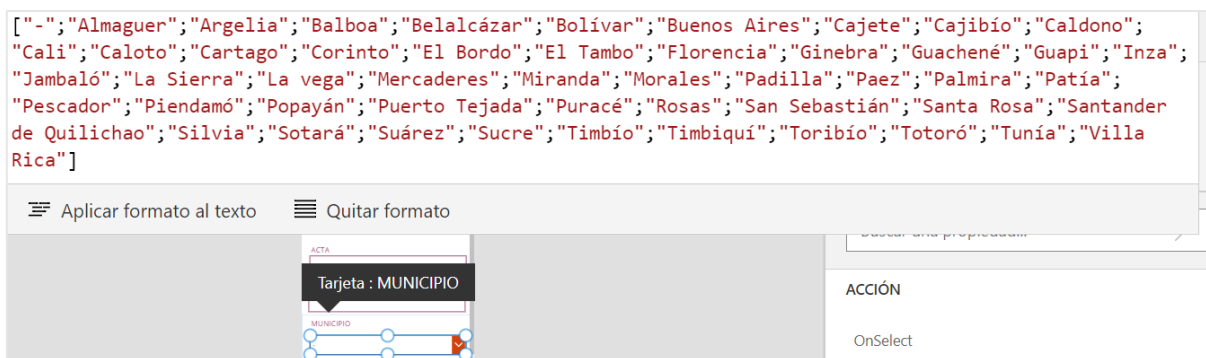 ["-";"Almaguer";"Argelia";"Balboa";"Belalcázar";"Bolívar";"Buenos Aires";"Cajete";"Cajibío";"Caldono";
"Cali";"Caloto";"Cartago";"Corinto";"El Bordo";"El Tambo";"Florencia";"Ginebra";"Guachené";"Guapi";"Inza";
"Jambaló";"La Sierra";"La vega";"Mercaderes";"Miranda";"Morales";"Padilla";"Paez";"Palmira";"Patía";
"Pescador";"Piendamó";"Popayán";"Puerto Tejada";"Puracé";"Rosas";"San Sebastián";"Santa Rosa";"Santander
de Quilichao";"Silvia";"Sotará";"Suárez";"Sucre";"Timbío";"Timbiquí";"Toribío";"Totoró";"Tunía";"Villa
Rica"]
Aplicar formato al texto Quitar formato
Buscar una propiedad...
ACTA
Tarjeta : MUNICIPIO
ACCIÓN
MUNICIPIO
OnSelect